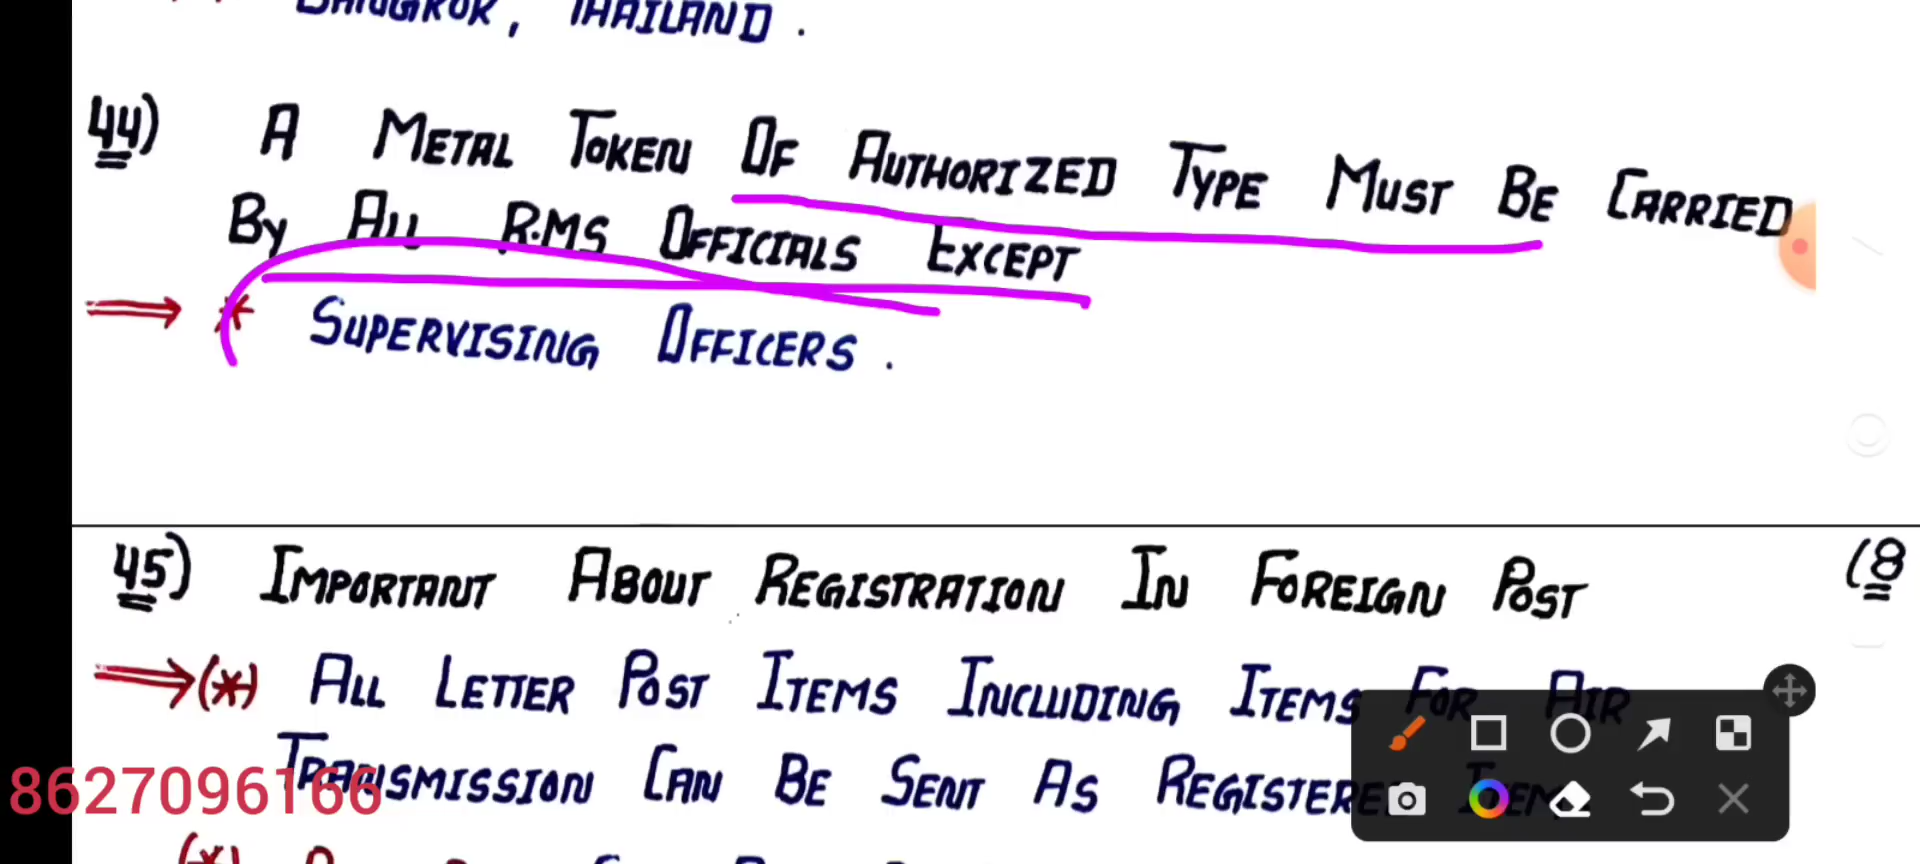 BANGKOK, THAILAND.
44) A METAL TOKEN OF AUTHORIZED TYPE MUST BE CARRIED
BY ALL R.MS OFFICIALS EXCEPT
* SUPERVISING OFFICERS.
45) IMPORTANT ABOUT REGISTRATION IN FOREIGN POST (8
(*) ALL LETTER POST ITEMS INCLUDING ITEMS FOR AIR
TRANSMISSION CAN BE SENT AS REGISTERED ITEM
8627096166